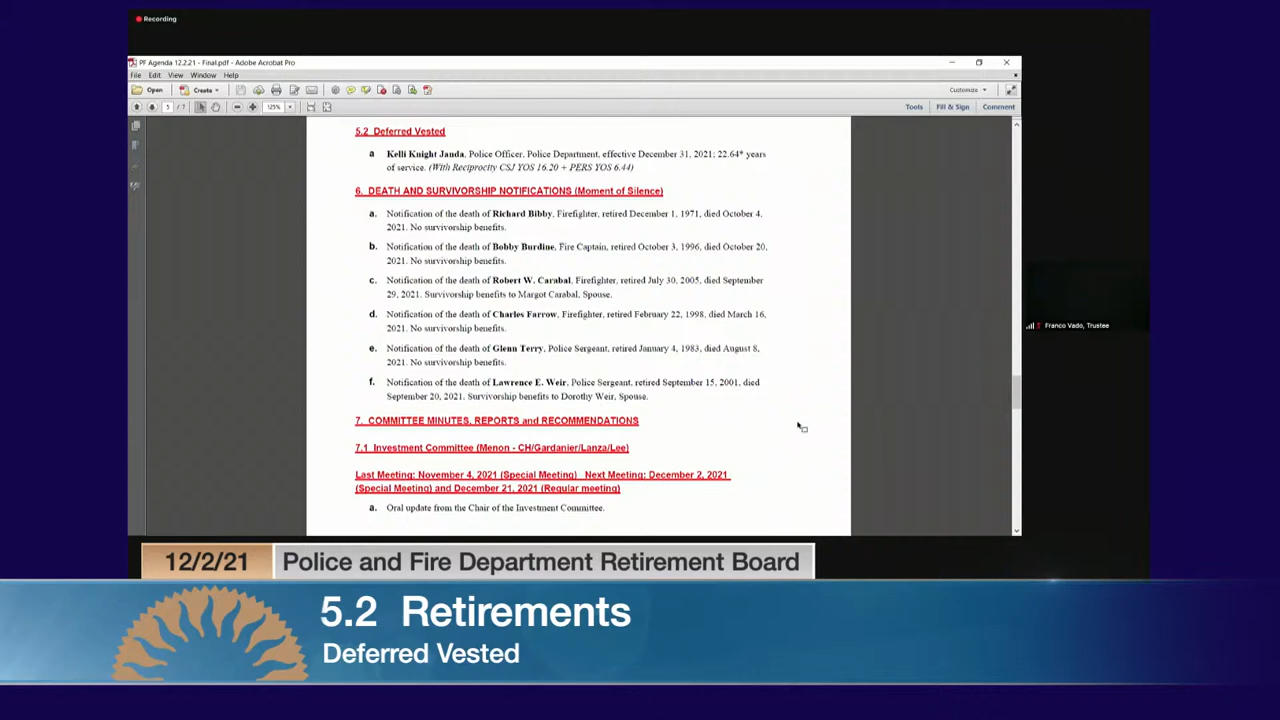 Recording
PF Agenda 12.2.21 - Final.pdf - Adobe Acrobat Pro
File Edit View Window Help
Open Create Customize
5 / 7 125% Tools Fill & Sign Comment
5.2 Deferred Vested
a Kelli Knight Janda, Police Officer, Police Department, effective December 31, 2021; 22.64* years
of service. (With Reciprocity CSJ YOS 16.20 + PERS YOS 6.44)
6. DEATH AND SURVIVORSHIP NOTIFICATIONS (Moment of Silence)
a. Notification of the death of Richard Bibby, Firefighter, retired December 1, 1971, died October 4,
2021. No survivorship benefits.
b. Notification of the death of Bobby Burdine, Fire Captain, retired October 3, 1996, died October 20,
2021. No survivorship benefits.
c. Notification of the death of Robert W. Carabal, Firefighter, retired July 30, 2005, died September
29, 2021. Survivorship benefits to Margot Carabal, Spouse.
d. Notification of the death of Charles Farrow, Firefighter, retired February 22, 1998, died March 16,
2021. No survivorship benefits.
e. Notification of the death of Glenn Terry, Police Sergeant, retired January 4, 1983, died August 8,
2021. No survivorship benefits.
f. Notification of the death of Lawrence E. Weir, Police Sergeant, retired September 15, 2001, died
September 20, 2021. Survivorship benefits to Dorothy Weir, Spouse.
7. COMMITTEE MINUTES, REPORTS and RECOMMENDATIONS
7.1 Investment Committee (Menon - CH/Gardanier/Lanza/Lee)
Last Meeting: November 4, 2021 (Special Meeting) Next Meeting: December 2, 2021
(Special Meeting) and December 21, 2021 (Regular meeting)
a. Oral update from the Chair of the Investment Committee.
Franco Vado, Trustee
12/2/21 Police and Fire Department Retirement Board
5.2 Retirements
Deferred Vested